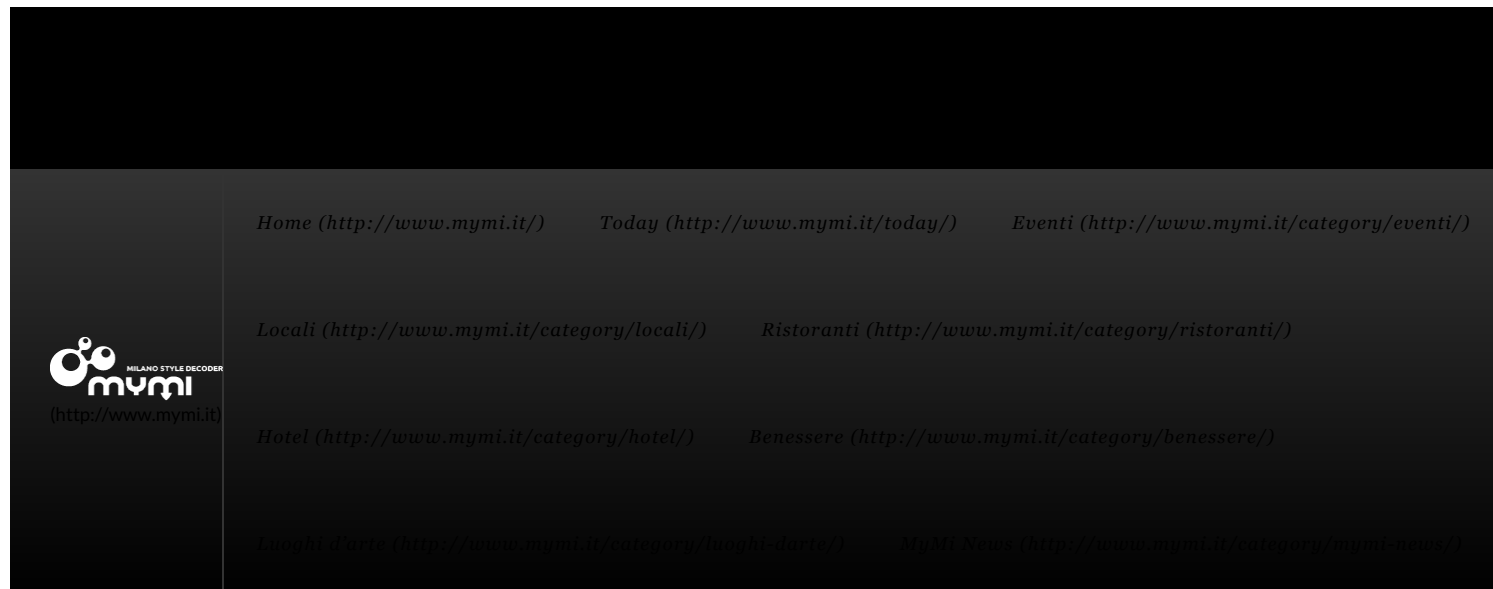 Home (http://www.mymi.it/) Today (http://www.mymi.it/today/) Eventi (http://www.mymi.it/category/eventi/)
Locali (http://www.mymi.it/category/locali/) Ristoranti (http://www.mymi.it/category/ristoranti/)
MILANO STYLE DECODER
mymi
(http://www.mymi.it)
Hotel (http://www.mymi.it/category/hotel/) Benessere (http://www.mymi.it/category/benessere/)
Luoghi d'arte (http://www.mymi.it/category/luoghi-darte/) MyMi News (http://www.mymi.it/category/mymi-news/)